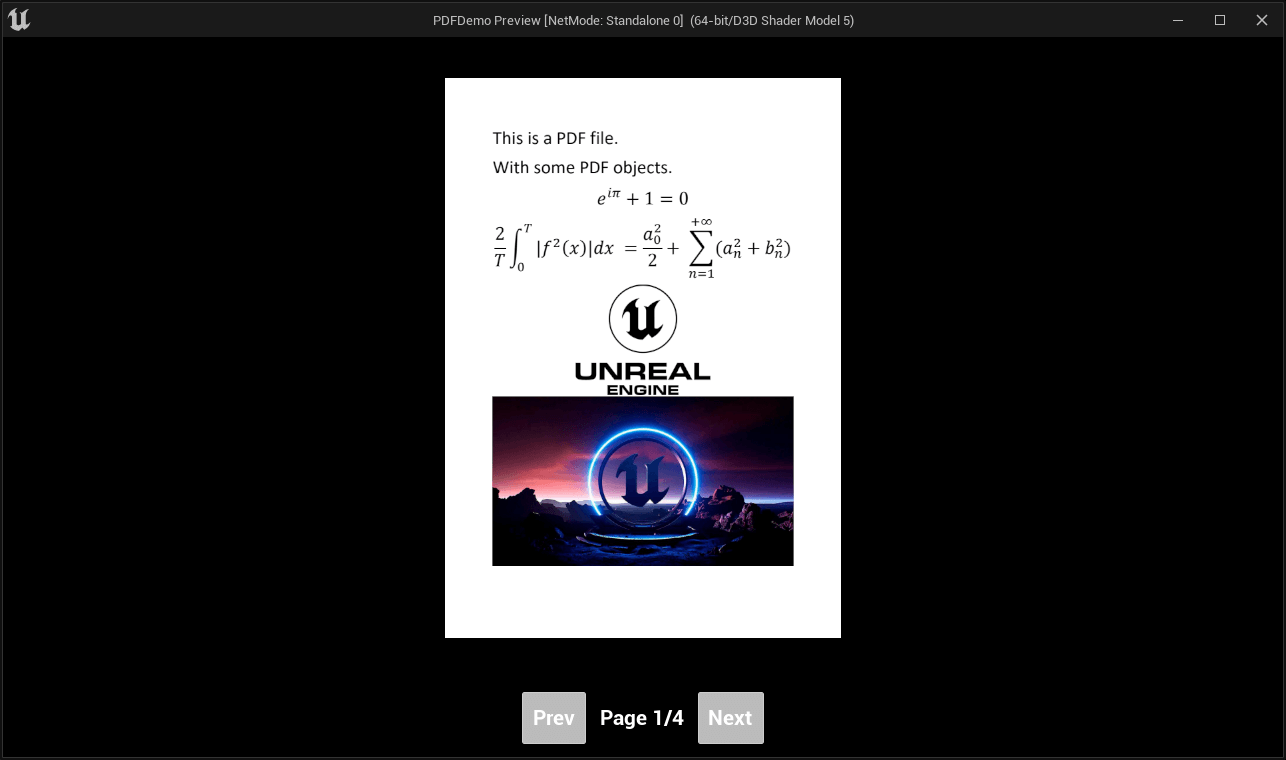 PDFDemo Preview [NetMode: Standalone 0]  (64-bit/D3D Shader Model 5)
This is a PDF file.
With some PDF objects.
e^{iπ} + 1 = 0
\frac{2}{T} \int_0^T |f^2(x)|dx = \frac{a_0^2}{2} + \sum_{n=1}^{+∞} (a_n^2 + b_n^2)
UNREAL
ENGINE
Prev Page 1/4 Next